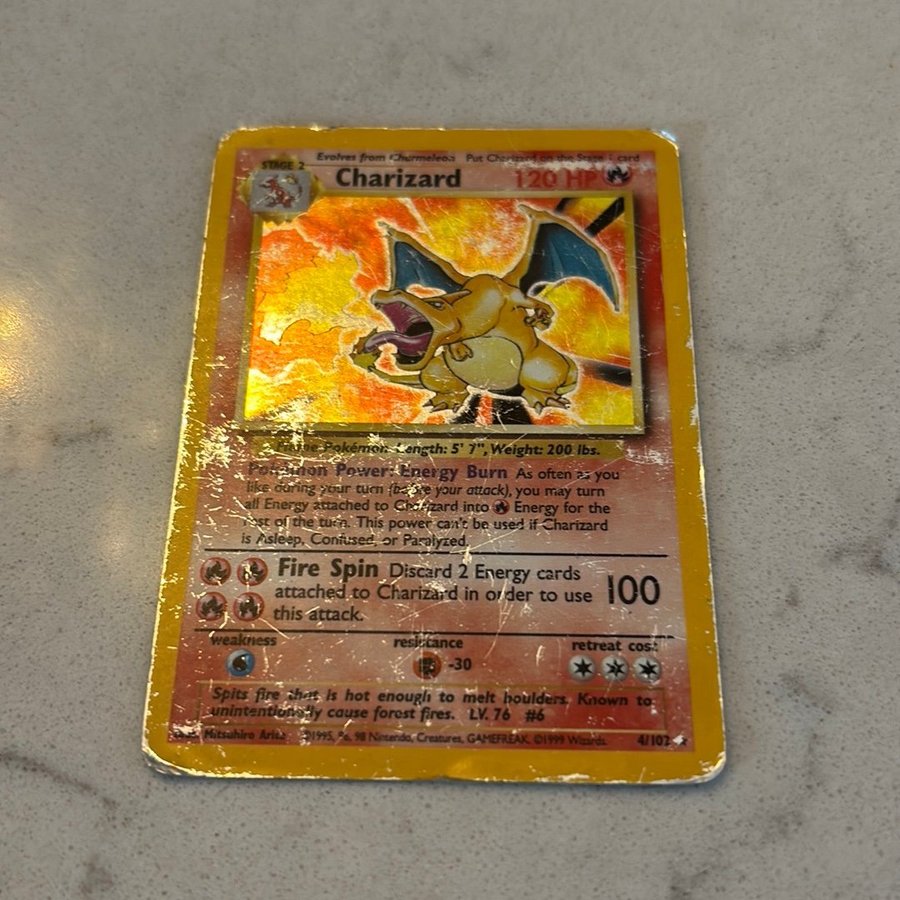 STAGE 2 Evolves from Charmeleon Put Charizard on the Stage 1 card
Charizard 120 HP
Flame Pokémon. Length: 5' 7", Weight: 200 lbs.
Pokémon Power: Energy Burn As often as you
like during your turn (before your attack), you may turn
all Energy attached to Charizard into Energy for the
rest of the turn. This power can't be used if Charizard
is Asleep, Confused, or Paralyzed.
Fire Spin Discard 2 Energy cards
attached to Charizard in order to use 100
this attack.
weakness resistance retreat cost
-30
Spits fire that is hot enough to melt boulders. Known to
unintentionally cause forest fires. LV. 76 #6
Mitsuhiro Arita ©1995, 96, 98 Nintendo, Creatures, GAMEFREAK. ©1999 Wizards. 4/102 ★